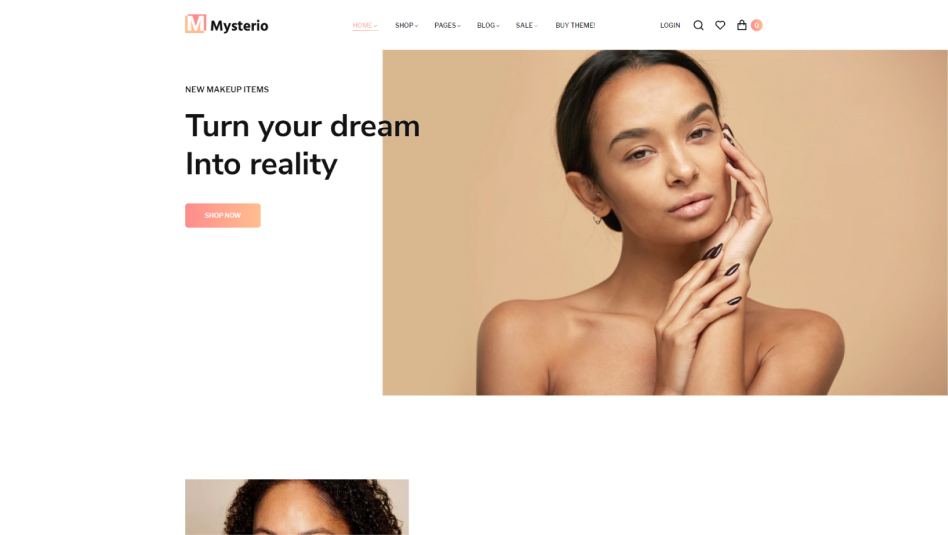 M Mysterio
HOME SHOP PAGES BLOG SALE BUY THEME! LOGIN 0
NEW MAKEUP ITEMS
Turn your dream
Into reality
SHOP NOW